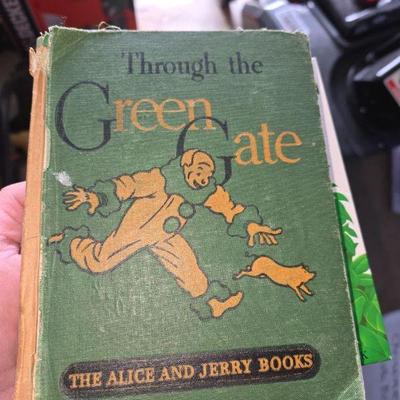 Through the
Green
Gate
THE ALICE AND JERRY BOOKS